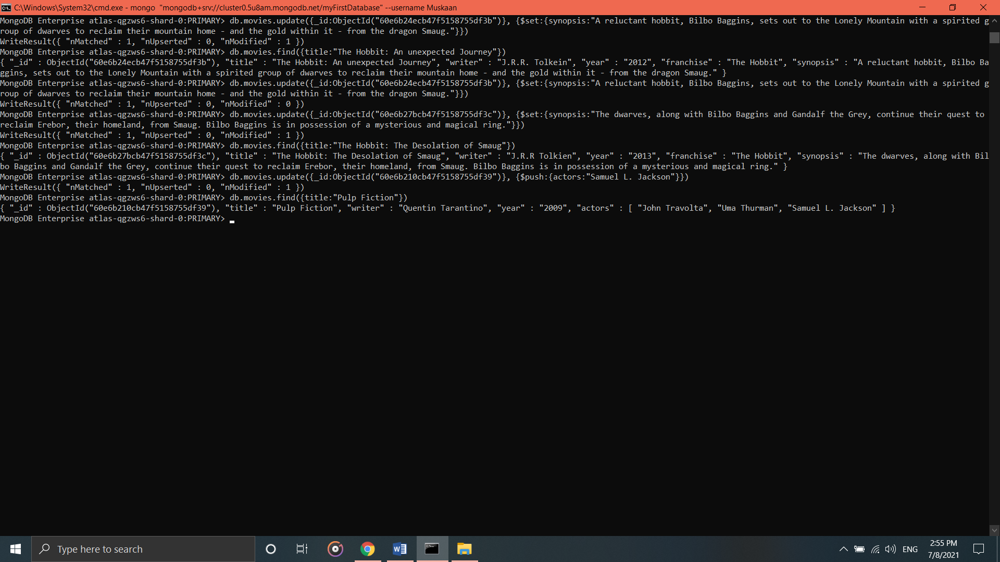 C:\Windows\System32\cmd.exe - mongo  "mongodb+srv://cluster0.5u8am.mongodb.net/myFirstDatabase" --username Muskaan
MongoDB Enterprise atlas-qgzws6-shard-0:PRIMARY> db.movies.update({_id:ObjectId("60e6b24ecb47f5158755df3b")}, {$set:{synopsis:"A reluctant hobbit, Bilbo Baggins, sets out to the Lonely Mountain with a spirited g
roup of dwarves to reclaim their mountain home - and the gold within it - from the dragon Smaug."}})
WriteResult({ "nMatched" : 1, "nUpserted" : 0, "nModified" : 1 })
MongoDB Enterprise atlas-qgzws6-shard-0:PRIMARY> db.movies.find({title:"The Hobbit: An unexpected Journey"})
{ "_id" : ObjectId("60e6b24ecb47f5158755df3b"), "title" : "The Hobbit: An unexpected Journey", "writer" : "J.R.R. Tolkein", "year" : "2012", "franchise" : "The Hobbit", "synopsis" : "A reluctant hobbit, Bilbo Ba
ggins, sets out to the Lonely Mountain with a spirited group of dwarves to reclaim their mountain home - and the gold within it - from the dragon Smaug." }
MongoDB Enterprise atlas-qgzws6-shard-0:PRIMARY> db.movies.update({_id:ObjectId("60e6b24ecb47f5158755df3b")}, {$set:{synopsis:"A reluctant hobbit, Bilbo Baggins, sets out to the Lonely Mountain with a spirited g
roup of dwarves to reclaim their mountain home - and the gold within it - from the dragon Smaug."}})
WriteResult({ "nMatched" : 1, "nUpserted" : 0, "nModified" : 0 })
MongoDB Enterprise atlas-qgzws6-shard-0:PRIMARY> db.movies.update({_id:ObjectId("60e6b27bcb47f5158755df3c")}, {$set:{synopsis:"The dwarves, along with Bilbo Baggins and Gandalf the Grey, continue their quest to
reclaim Erebor, their homeland, from Smaug. Bilbo Baggins is in possession of a mysterious and magical ring."}})
WriteResult({ "nMatched" : 1, "nUpserted" : 0, "nModified" : 1 })
MongoDB Enterprise atlas-qgzws6-shard-0:PRIMARY> db.movies.find({title:"The Hobbit: The Desolation of Smaug"})
{ "_id" : ObjectId("60e6b27bcb47f5158755df3c"), "title" : "The Hobbit: The Desolation of Smaug", "writer" : "J.R.R Tolkien", "year" : "2013", "franchise" : "The Hobbit", "synopsis" : "The dwarves, along with Bil
bo Baggins and Gandalf the Grey, continue their quest to reclaim Erebor, their homeland, from Smaug. Bilbo Baggins is in possession of a mysterious and magical ring." }
MongoDB Enterprise atlas-qgzws6-shard-0:PRIMARY> db.movies.update({_id:ObjectId("60e6b210cb47f5158755df39")}, {$push:{actors:"Samuel L. Jackson"}})
WriteResult({ "nMatched" : 1, "nUpserted" : 0, "nModified" : 1 })
MongoDB Enterprise atlas-qgzws6-shard-0:PRIMARY> db.movies.find({title:"Pulp Fiction"})
{ "_id" : ObjectId("60e6b210cb47f5158755df39"), "title" : "Pulp Fiction", "writer" : "Quentin Tarantino", "year" : "2009", "actors" : [ "John Travolta", "Uma Thurman", "Samuel L. Jackson" ] }
MongoDB Enterprise atlas-qgzws6-shard-0:PRIMARY>
Type here to search
ENG
2:55 PM
7/8/2021